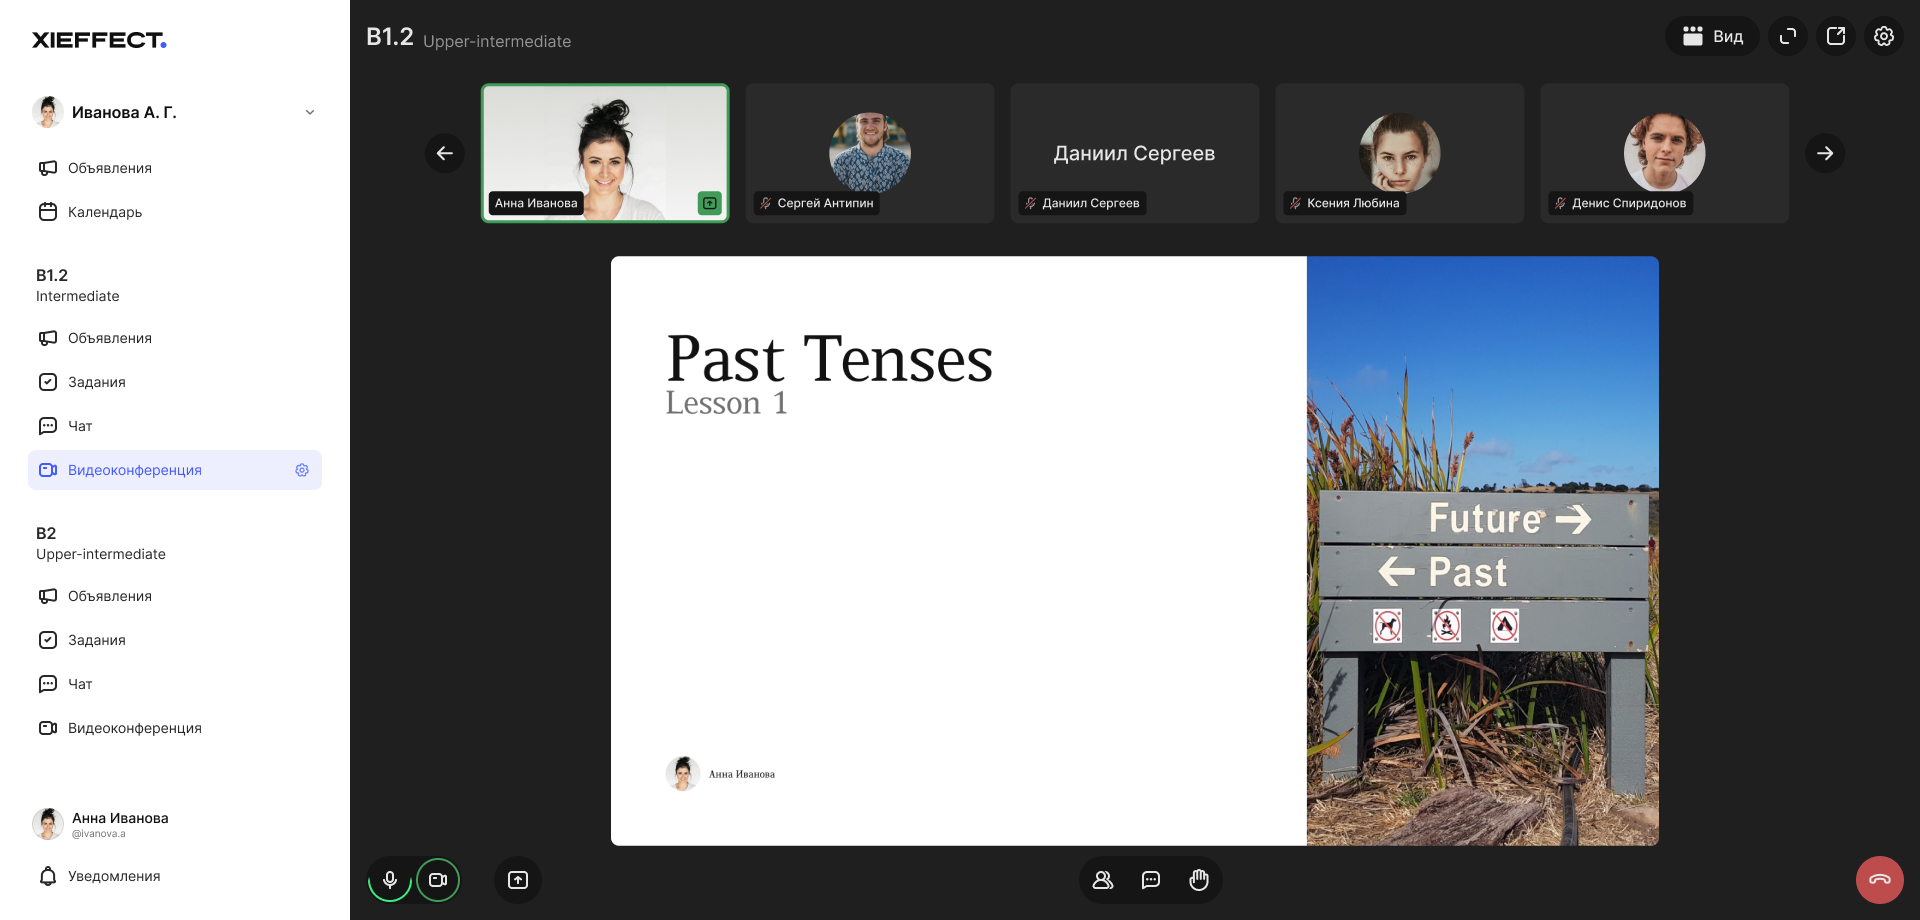 XIEFFECT.
Иванова А. Г.
Объявления
Календарь
B1.2
Intermediate
Объявления
Задания
Чат
Видеоконференция
B2
Upper-intermediate
Объявления
Задания
Чат
Видеоконференция
Анна Иванова
@ivanova.a
Уведомления
B1.2 Upper-intermediate
Вид
Анна Иванова
Сергей Антипин
Даниил Сергеев
Даниил Сергеев
Ксения Любина
Денис Спиридонов
Past Tenses
Lesson 1
Анна Иванова
Future →
← Past